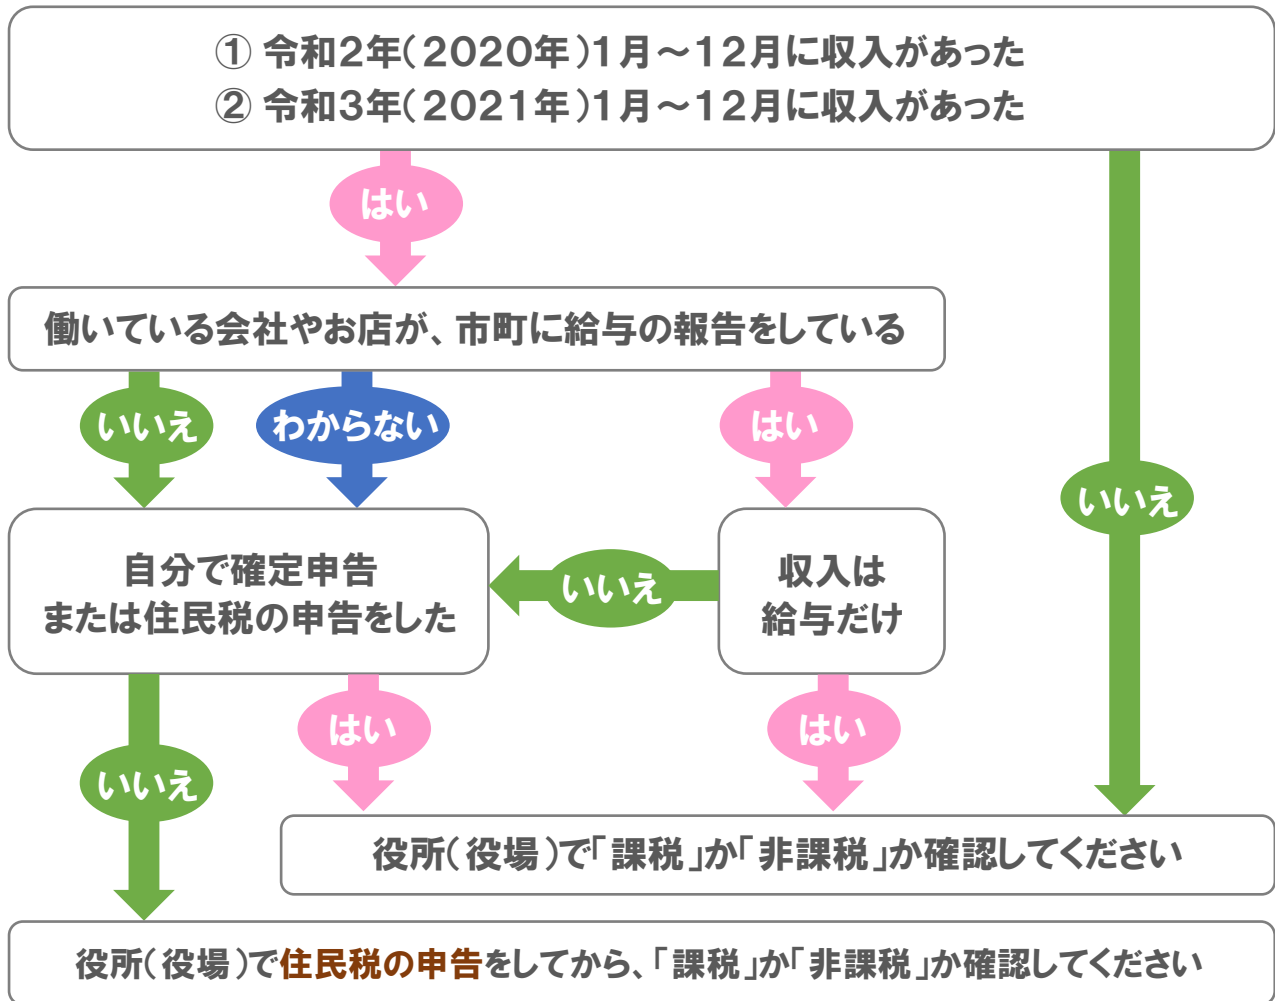 ① 令和2年(2020年)1月~12月に収入があった
② 令和3年(2021年)1月~12月に収入があった
はい
働いている会社やお店が、市町に給与の報告をしている
いいえ
わからない
はい
いいえ
自分で確定申告
または住民税の申告をした
いいえ
収入は
給与だけ
はい
はい
いいえ
役所(役場)で「課税」か「非課税」か確認してください
役所(役場)で住民税の申告をしてから、「課税」か「非課税」か確認してください